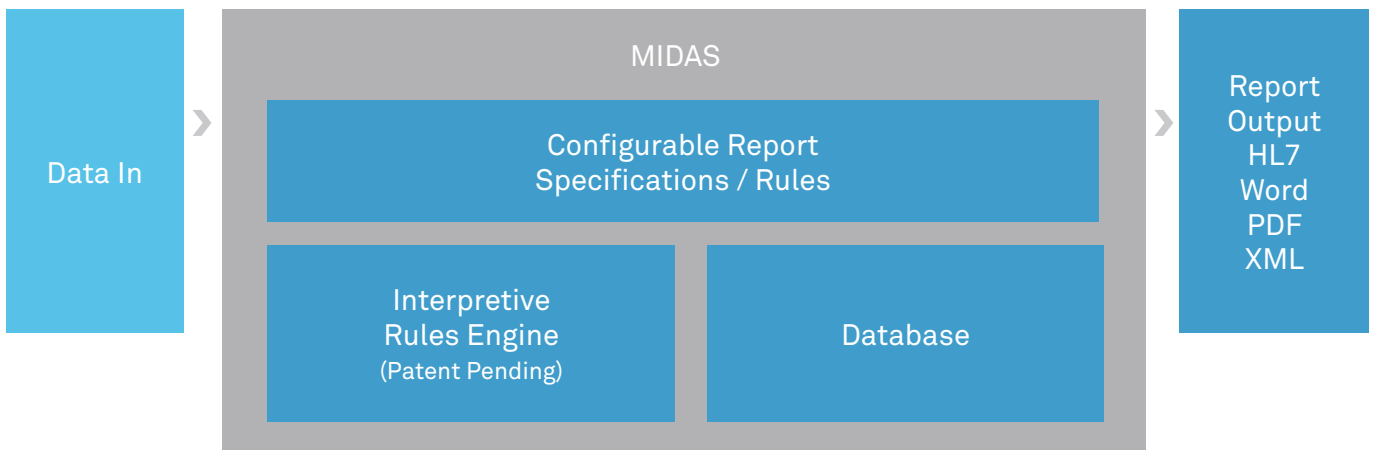 Data In
MIDAS
Configurable Report
Specifications / Rules
Interpretive
Rules Engine
(Patent Pending)
Database
Report
Output
HL7
Word
PDF
XML